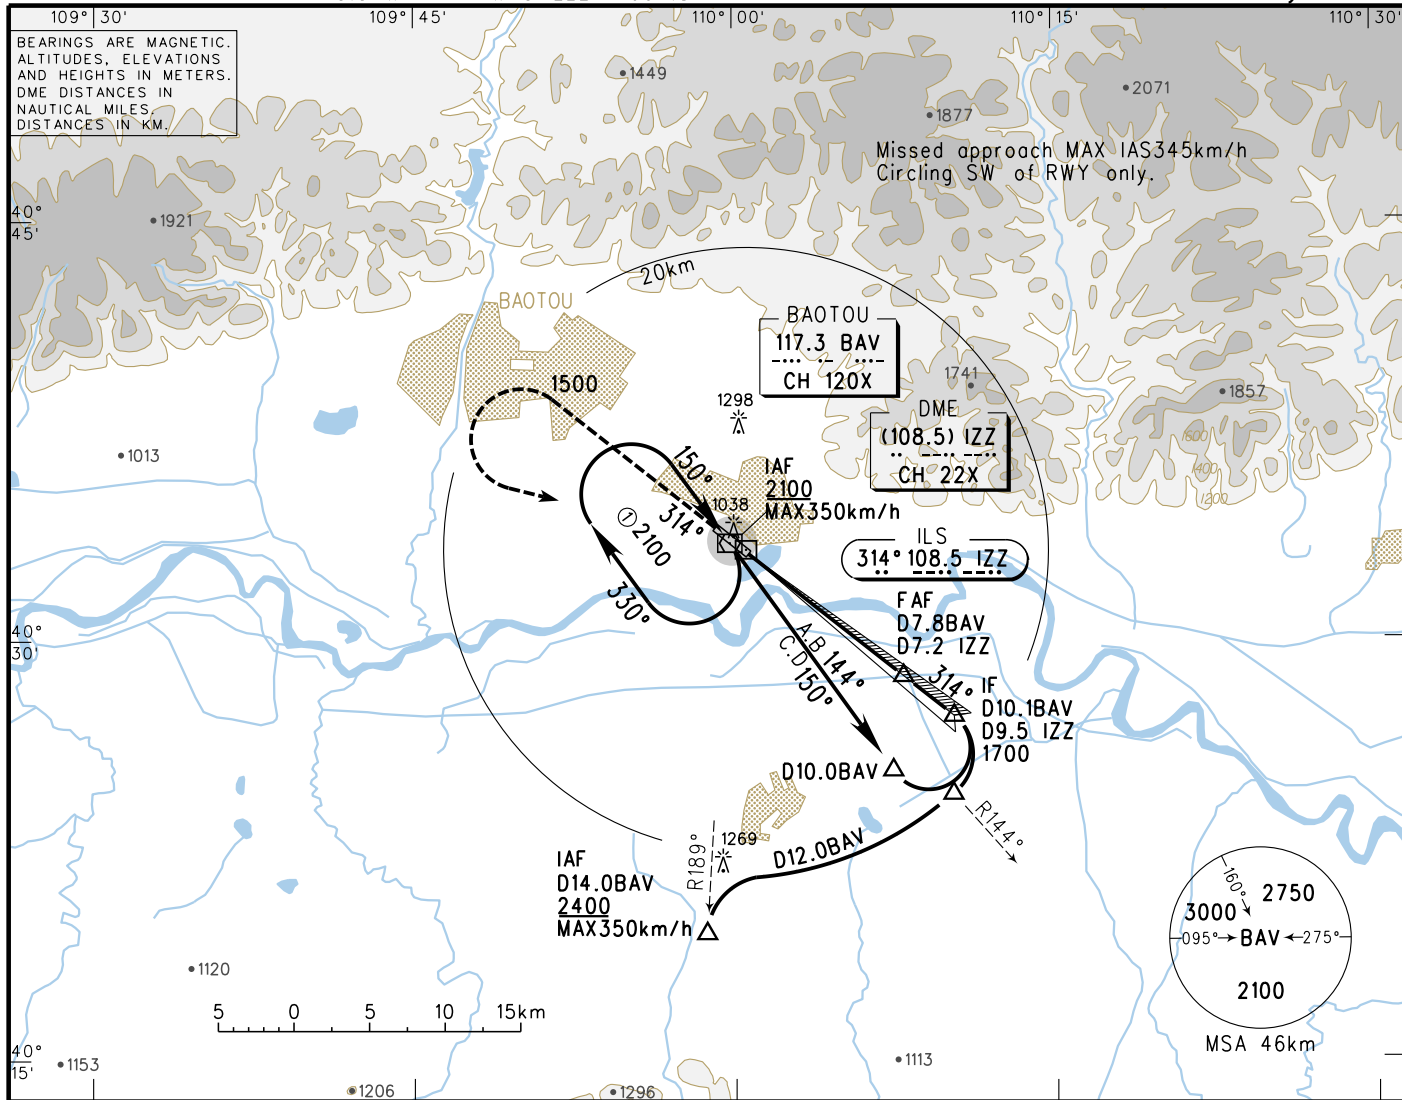 109°30'
109°45'
110°00'
110°15'
110°30'
BEARINGS ARE MAGNETIC.
ALTITUDES, ELEVATIONS
AND HEIGHTS IN METERS.
DME DISTANCES IN
NAUTICAL MILES.
DISTANCES IN KM.
1449
2071
1877
Missed approach MAX IAS345km/h
Circling SW of RWY only.
40°
45'
1921
20km
BAOTOU
BAOTOU
117.3 BAV
CH 120X
1741
1857
1500
1298
DME
(108.5) IZZ
CH 22X
1600
1400
1200
1013
150°
IAF
2100
MAX350km/h
1038
314°
① 2100
ILS
314° 108.5 IZZ
330°
FAF
D7.8BAV
D7.2 IZZ
40°
30'
A.B 144°
C.D 150°
314°
IF
D10.1BAV
D9.5 IZZ
1700
D10.0BAV
R144°
R189°
1269
D12.0BAV
IAF
D14.0BAV
2400
MAX350km/h
160°
2750
3000
095°
BAV
275°
2100
MSA 46km
1120
5 0 5 10 15km
40°
15'
1153
1206
1296
1113